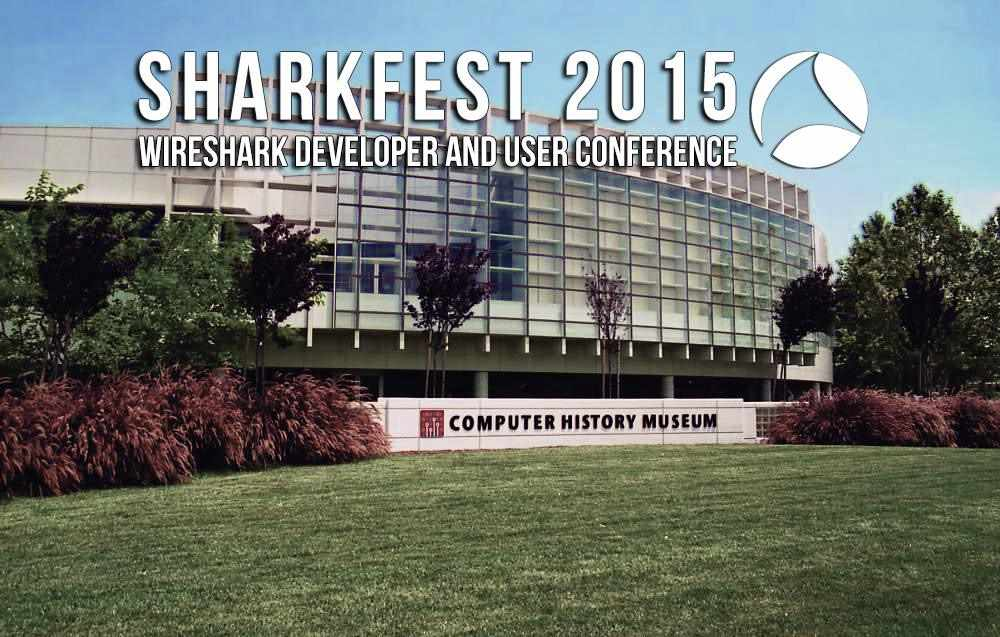 SHARKFEST 2015
WIRESHARK DEVELOPER AND USER CONFERENCE
COMPUTER HISTORY MUSEUM